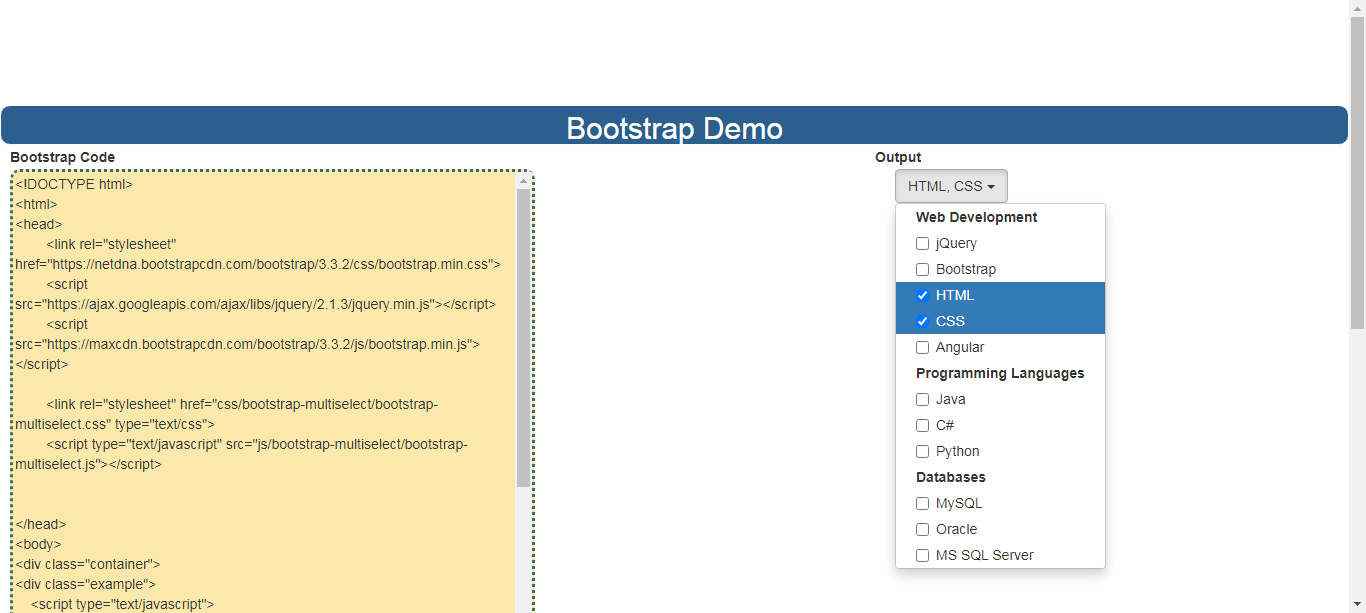 Bootstrap Demo
Bootstrap Code
<!DOCTYPE html>
<html>
<head>
<link rel="stylesheet"
href="https://netdna.bootstrapcdn.com/bootstrap/3.3.2/css/bootstrap.min.css">
<script
src="https://ajax.googleapis.com/ajax/libs/jquery/2.1.3/jquery.min.js"></script>
<script
src="https://maxcdn.bootstrapcdn.com/bootstrap/3.3.2/js/bootstrap.min.js">
</script>
<link rel="stylesheet" href="css/bootstrap-multiselect/bootstrap-
multiselect.css" type="text/css">
<script type="text/javascript" src="js/bootstrap-multiselect/bootstrap-
multiselect.js"></script>
</head>
<body>
<div class="container">
<div class="example">
<script type="text/javascript">
Output
HTML, CSS
Web Development
jQuery
Bootstrap
HTML
CSS
Angular
Programming Languages
Java
C#
Python
Databases
MySQL
Oracle
MS SQL Server